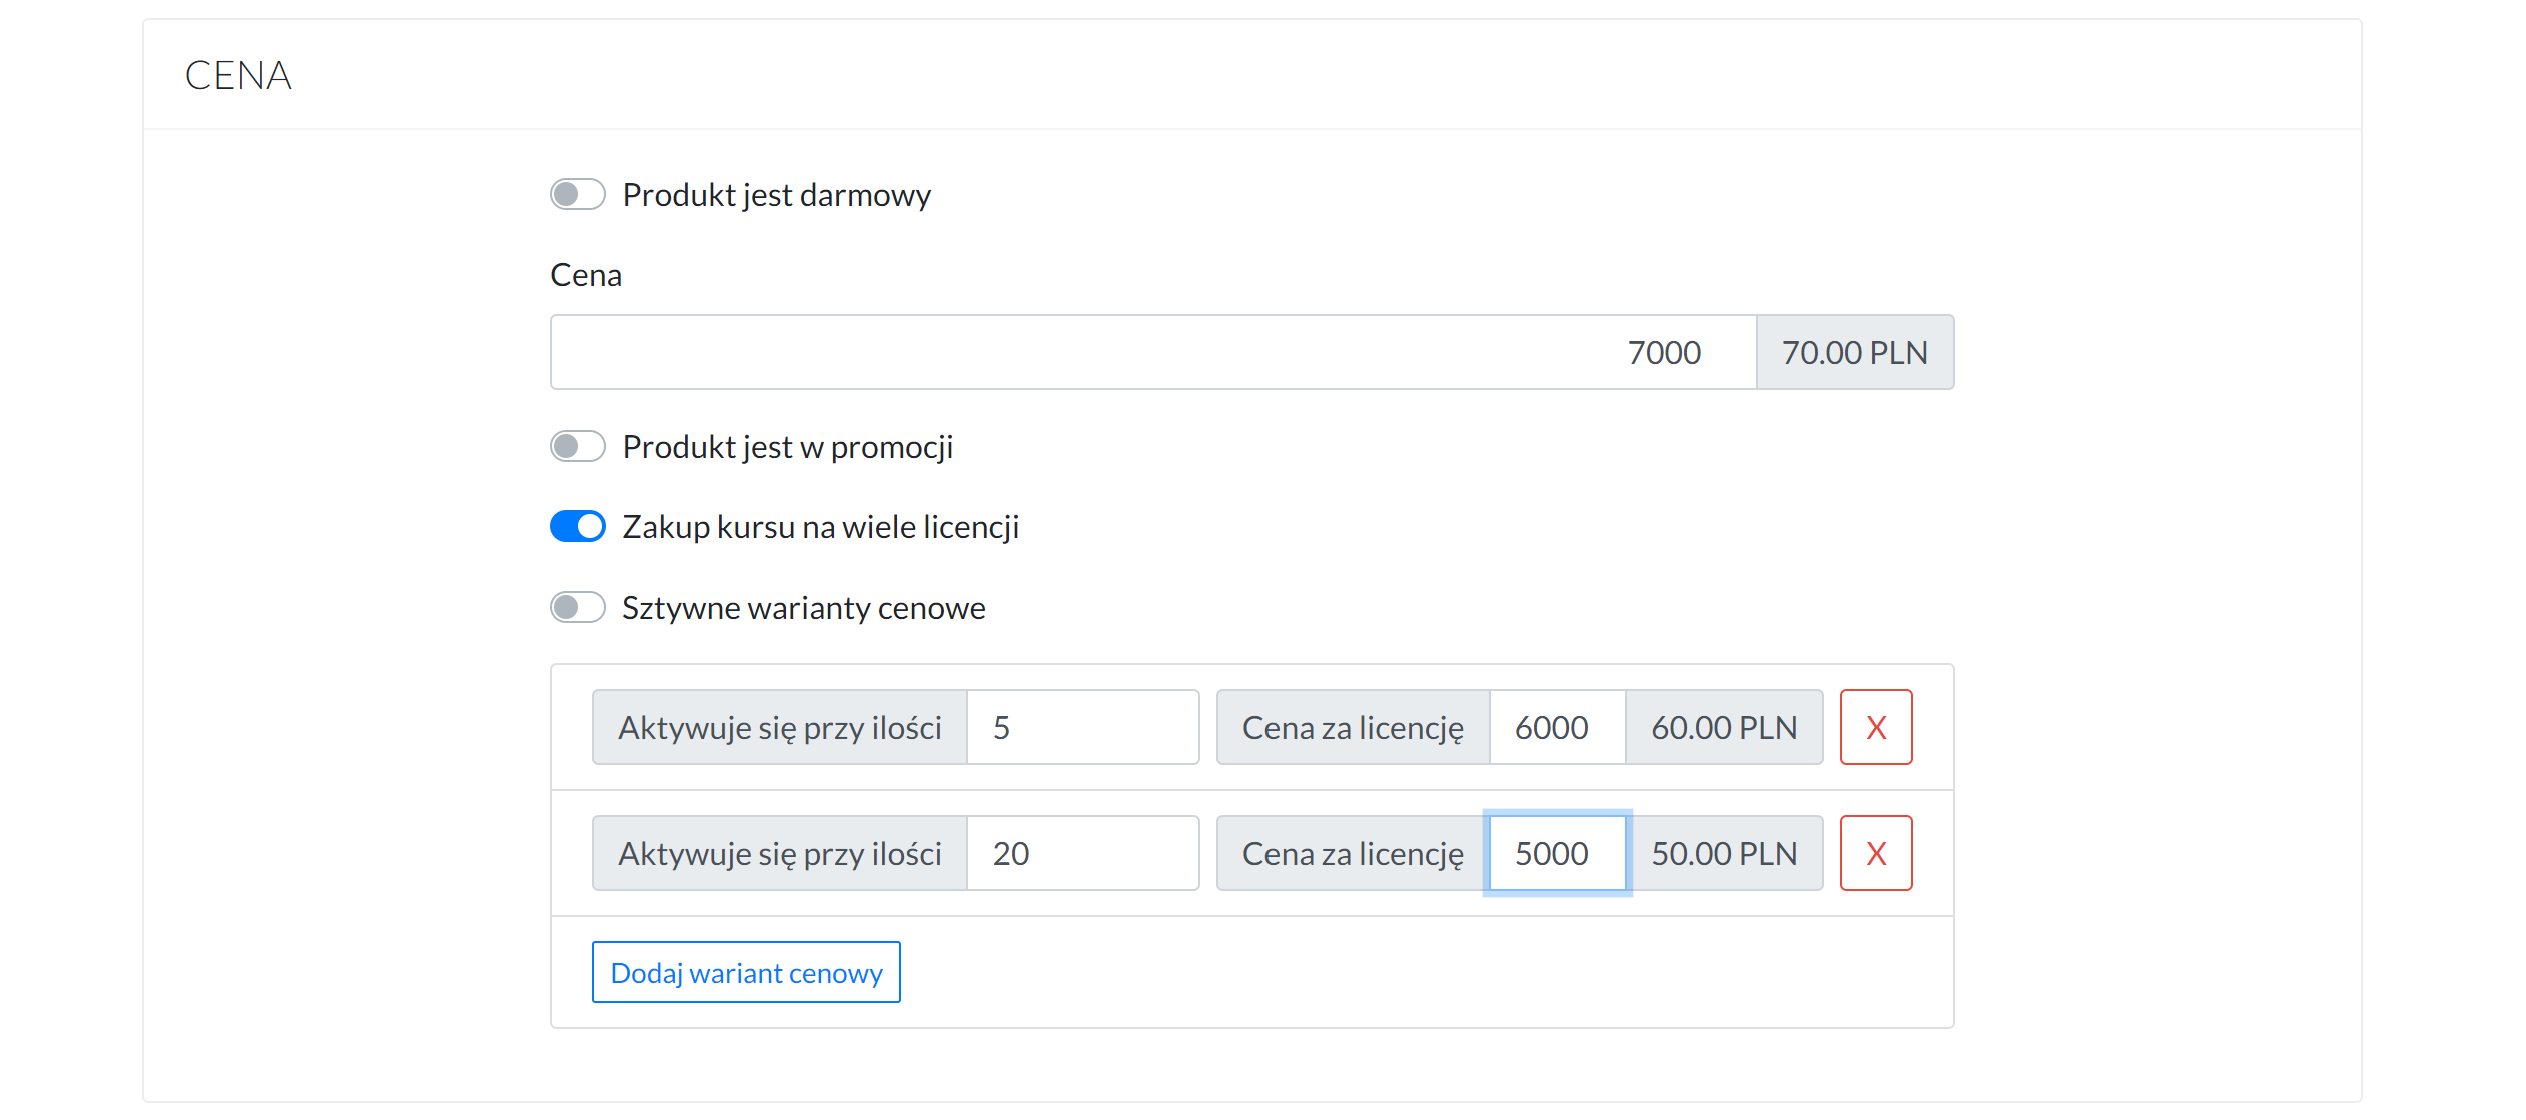 CENA
Produkt jest darmowy
Cena
7000 70.00 PLN
Produkt jest w promocji
Zakup kursu na wiele licencji
Sztywne warianty cenowe
Aktywuje się przy ilości 5 Cena za licencję 6000 60.00 PLN X
Aktywuje się przy ilości 20 Cena za licencję 5000 50.00 PLN X
Dodaj wariant cenowy